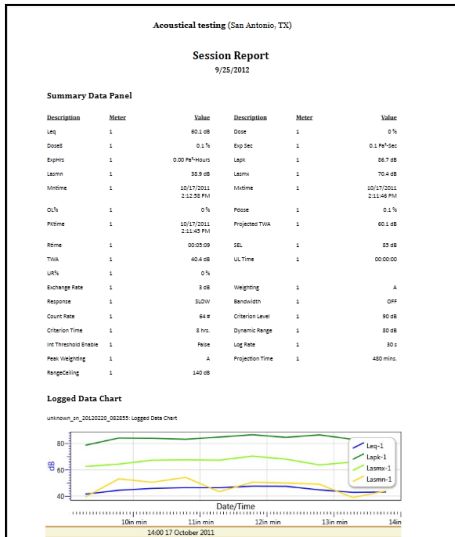 Acoustical testing (San Antonio, TX)
Session Report
9/25/2012
Summary Data Panel
Description Meter Value Description Meter Value
Leq 1 60.1 dB Dose 1 0 %
Dose8 1 0.1 % Exp Sec 1 0.1 Pa²-Sec
ExpHrs 1 0.00 Pa²-Hours Lapk 1 86.7 dB
Lasmn 1 38.9 dB Lasmx 1 70.4 dB
Mntime 1 10/17/2011 2:12:38 PM Mxtime 1 10/17/2011 2:11:46 PM
OL% 1 0 % Pdose 1 0.1 %
PKtime 1 10/17/2011 2:11:45 PM Projected TWA 1 60.1 dB
Rtime 1 00:05:09 SEL 1 85 dB
TWA 1 40.4 dB UL Time 1 00:00:00
UR% 1 0 %
Exchange Rate 1 3 dB Weighting 1 A
Response 1 SLOW Bandwidth 1 OFF
Count Rate 1 64 # Criterion Level 1 90 dB
Criterion Time 1 8 hrs. Dynamic Range 1 80 dB
Int Threshold Enable 1 False Log Rate 1 30 s
Peak Weighting 1 A Projection Time 1 480 mins.
RangeCeiling 1 140 dB
Logged Data Chart
unknown_sn_20120220_082855: Logged Data Chart
80
60
40
dB
Leq-1
Lapk-1
Lasmx-1
Lasmn-1
Date/Time
10m min 11m min 12m min 13m min 14m
14:00 17 October 2011